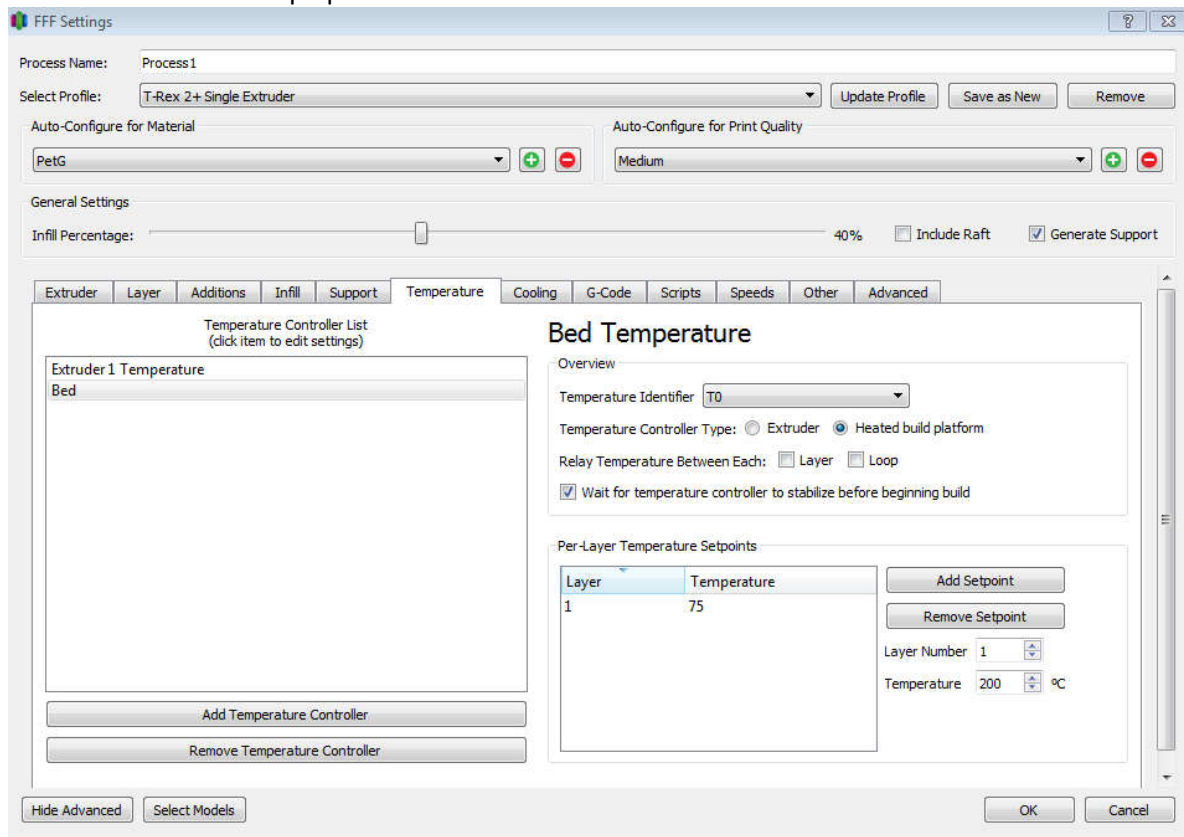 FFF Settings
Process Name: Process1
Select Profile: T-Rex 2+ Single Extruder Update Profile Save as New Remove
Auto-Configure for Material Auto-Configure for Print Quality
PetG Medium
General Settings
Infill Percentage: 40% Include Raft Generate Support
Extruder Layer Additions Infill Support Temperature Cooling G-Code Scripts Speeds Other Advanced
Temperature Controller List
(click item to edit settings)
Extruder 1 Temperature
Bed
Add Temperature Controller
Remove Temperature Controller
Bed Temperature
Overview
Temperature Identifier T0
Temperature Controller Type: Extruder Heated build platform
Relay Temperature Between Each: Layer Loop
Wait for temperature controller to stabilize before beginning build
Per-Layer Temperature Setpoints
Layer Temperature
1 75
Add Setpoint
Remove Setpoint
Layer Number 1
Temperature 200 ºC
Hide Advanced Select Models OK Cancel